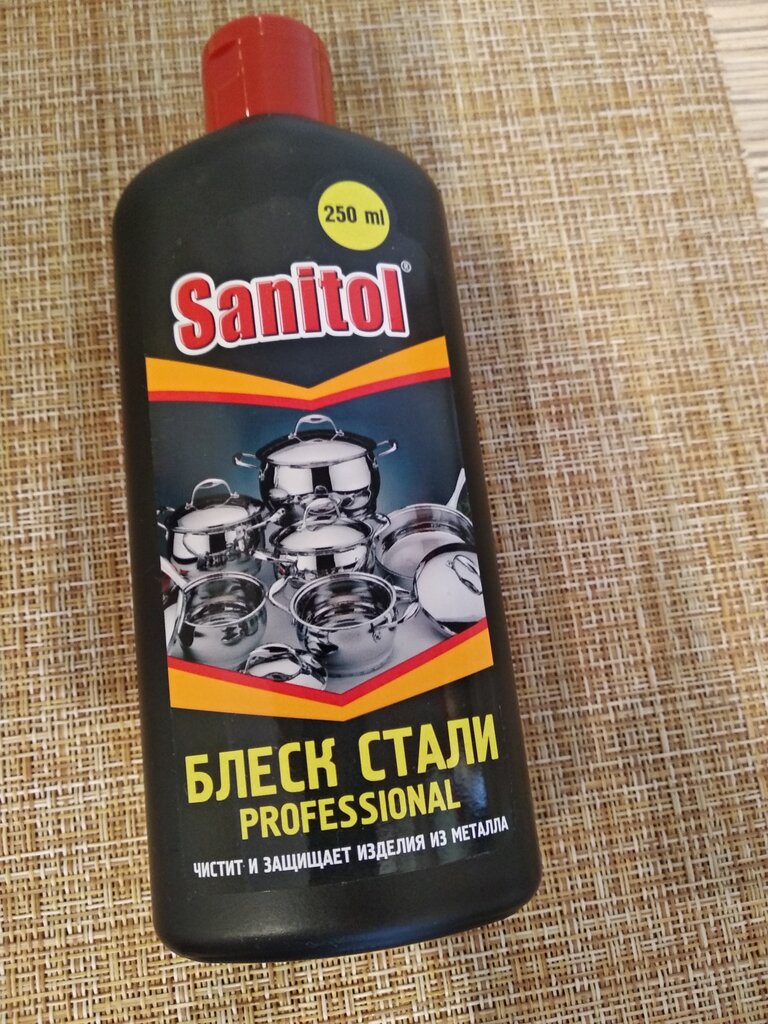 250 ml
Sanitol®
БЛЕСК СТАЛИ
PROFESSIONAL
ЧИСТИТ И ЗАЩИЩАЕТ ИЗДЕЛИЯ ИЗ МЕТАЛЛА